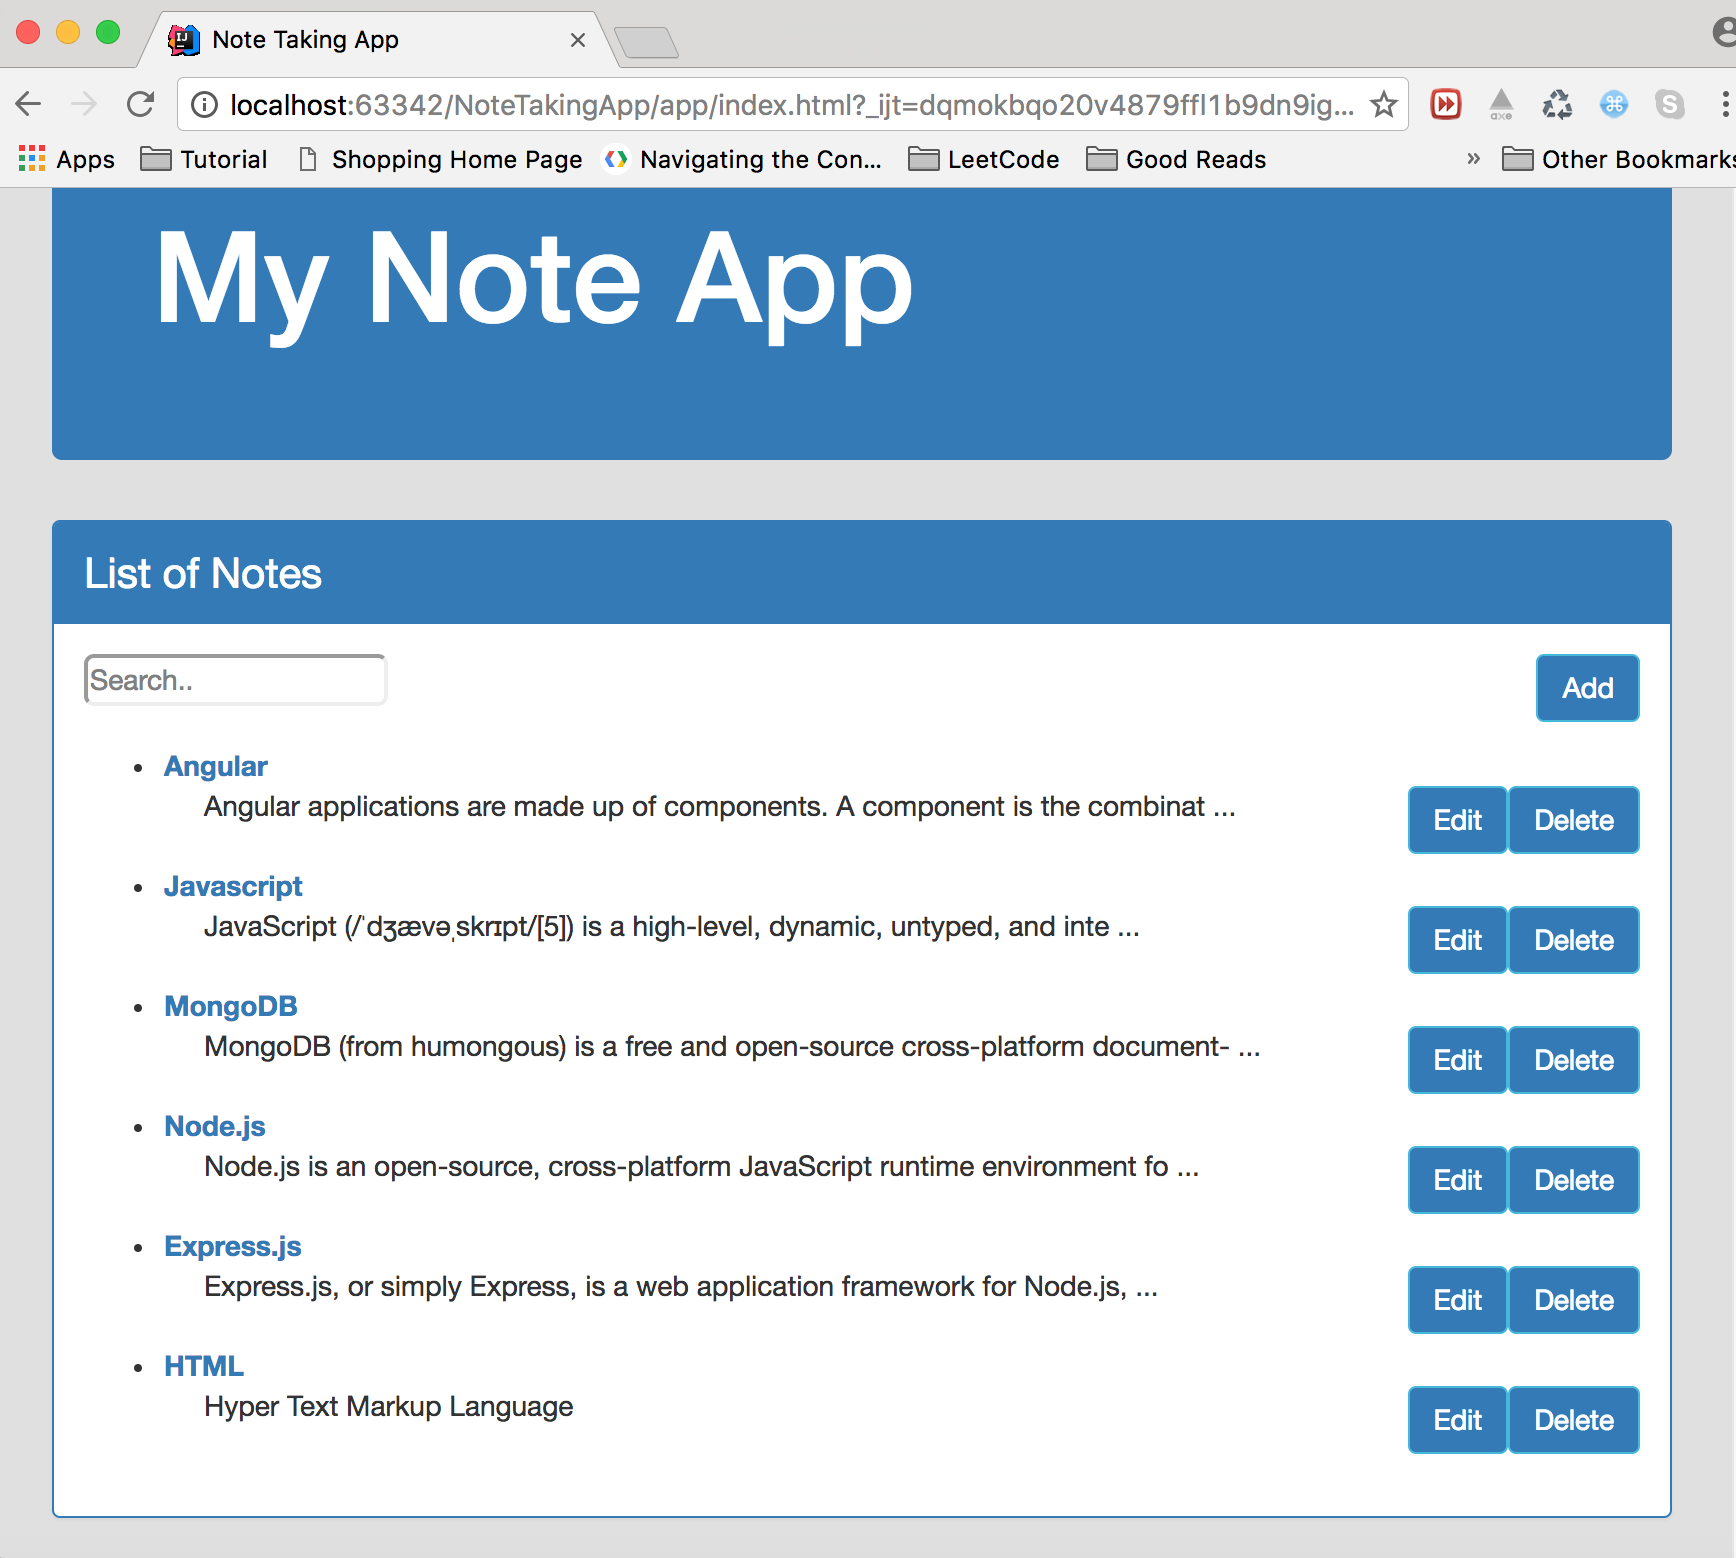 Note Taking App
localhost:63342/NoteTakingApp/app/index.html?_ijt=dqmokbqo20v4879ffl1b9dn9ig...
axe
S
Apps Tutorial Shopping Home Page Navigating the Con... LeetCode Good Reads » Other Bookmarks
My Note App
List of Notes
Search..
Add
• Angular
Angular applications are made up of components. A component is the combinat ...
Edit Delete
• Javascript
JavaScript (/ˈdʒævəˌskrɪpt/[5]) is a high-level, dynamic, untyped, and inte ...
Edit Delete
• MongoDB
MongoDB (from humongous) is a free and open-source cross-platform document- ...
Edit Delete
• Node.js
Node.js is an open-source, cross-platform JavaScript runtime environment fo ...
Edit Delete
• Express.js
Express.js, or simply Express, is a web application framework for Node.js, ...
Edit Delete
• HTML
Hyper Text Markup Language
Edit Delete